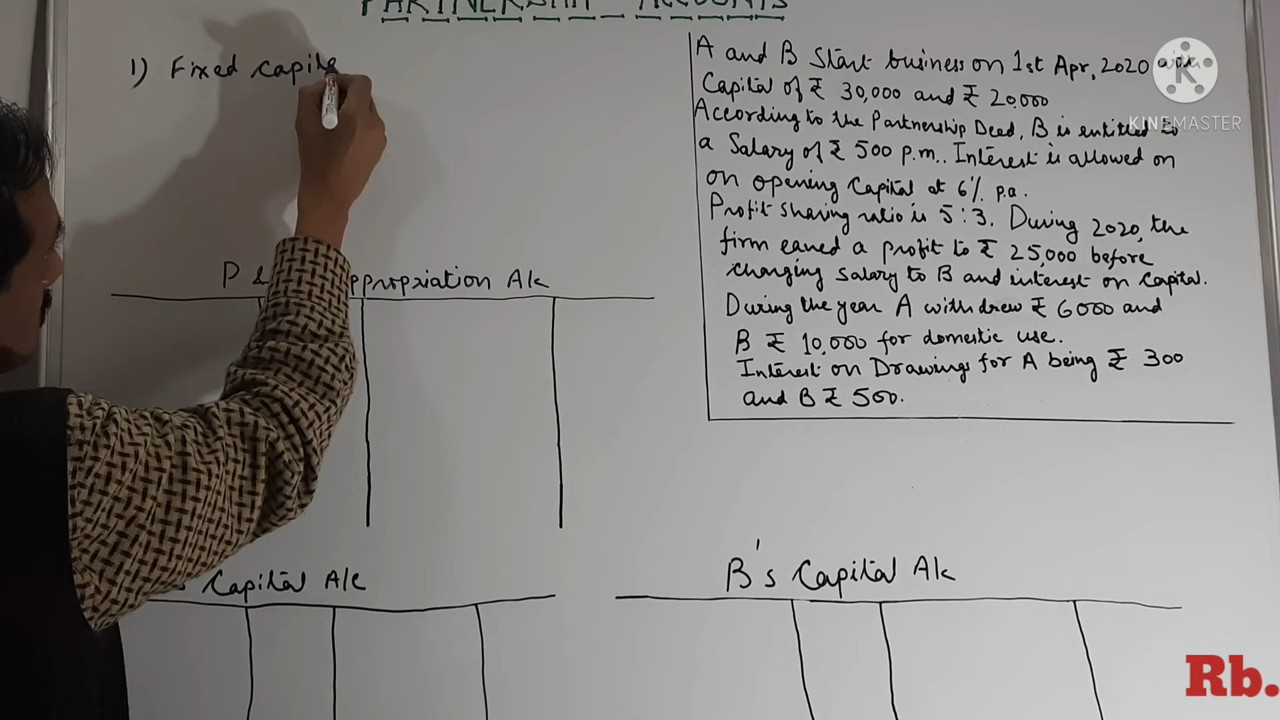 PARTNERSHIP ACCOUNTS
1) Fixed capita
A and B Start business on 1st Apr, 2020 with
Capital of ₹ 30,000 and ₹ 20,000
According to the Partnership Deed, B is entitled to
a Salary of ₹ 500 p.m.. Interest is allowed on
on opening Capital at 6% p.a.
Profit sharing ratio is 5:3. During 2020, the
firm earned a profit to ₹ 25,000 before
charging salary to B and interest on Capital.
During the year A withdrew ₹ 6000 and
B ₹ 10,000 for domestic use.
Interest on Drawings for A being ₹ 300
and B ₹ 500.
K
KINEMASTER
P & ppropriation A/c
s Capital A/c
B's Capital A/c
Rb.